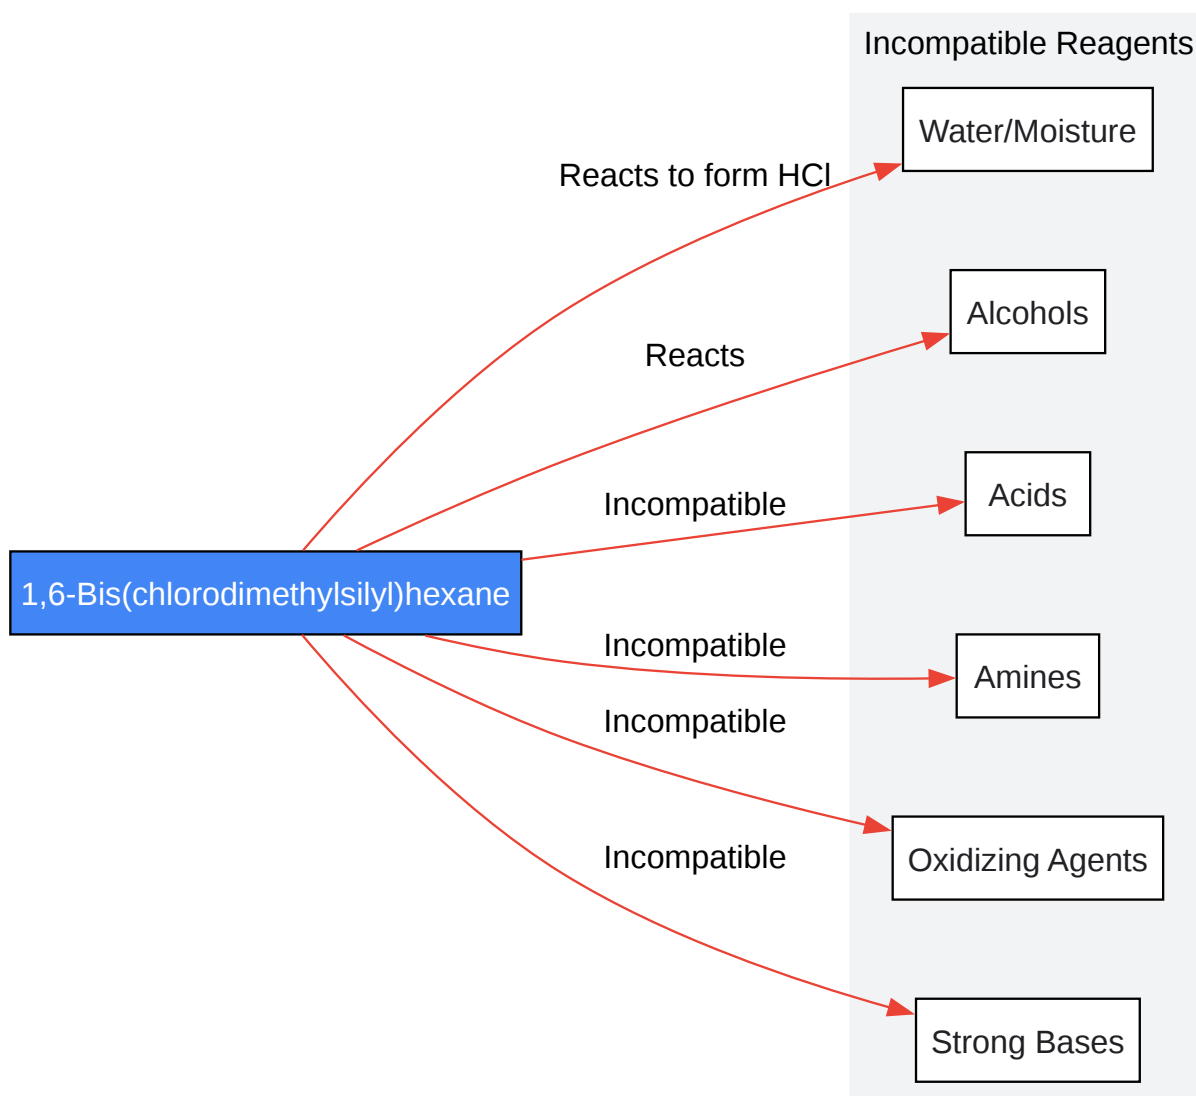 Incompatible Reagents
Water/Moisture
Reacts to form HCl
Alcohols
Reacts
Acids
Incompatible
1,6-Bis(chlorodimethylsilyl)hexane
Incompatible
Amines
Incompatible
Oxidizing Agents
Incompatible
Strong Bases